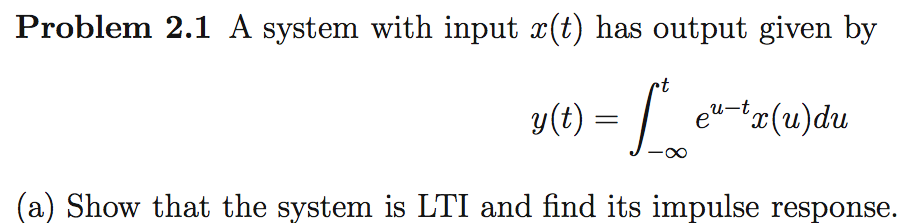 Problem 2.1 A system with input x(t) has output given by
y(t) = ∫_{-∞}^{t} e^{u-t}x(u)du
(a) Show that the system is LTI and find its impulse response.